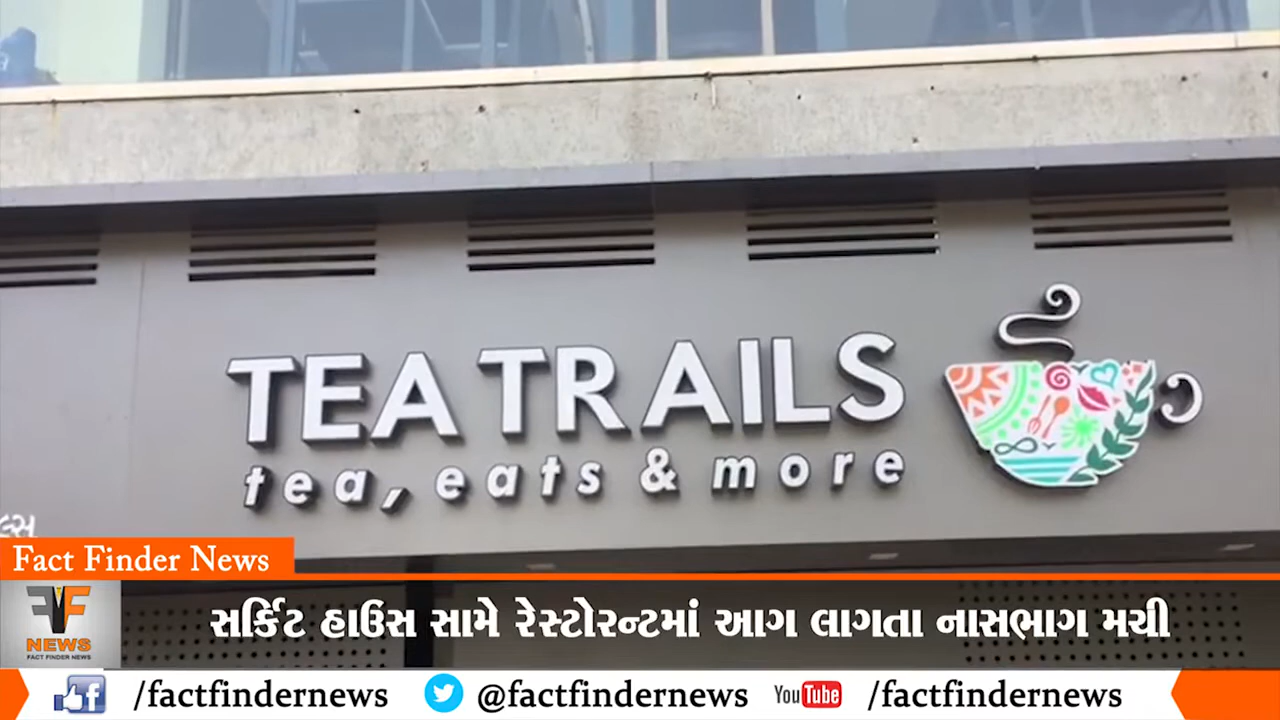 TEA TRAILS
tea, eats & more
લ્સ
Fact Finder News
સર્કિટ હાઉસ સામે રેસ્ટોરન્ટમાં આગ લાગતા નાસભાગ મચી
FF
NEWS
FACT FINDER NEWS
/factfindernews @factfindernews YouTube /factfindernews